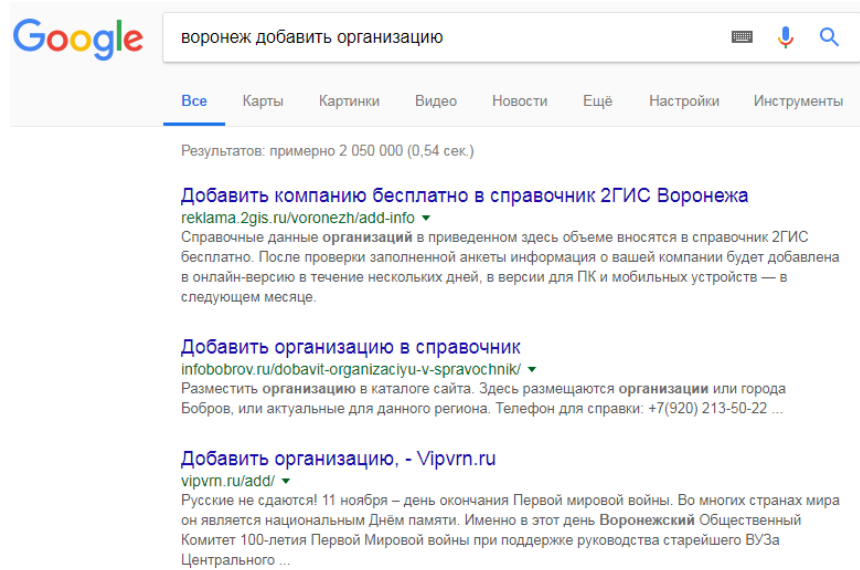 Google
воронеж добавить организацию
Все Карты Картинки Видео Новости Ещё Настройки Инструменты
Результатов: примерно 2 050 000 (0,54 сек.)
Добавить компанию бесплатно в справочник 2ГИС Воронежа
reklama.2gis.ru/voronezh/add-info
Справочные данные организаций в приведенном здесь объеме вносятся в справочник 2ГИС
бесплатно. После проверки заполненной анкеты информация о вашей компании будет добавлена
в онлайн-версию в течение нескольких дней, в версии для ПК и мобильных устройств — в
следующем месяце.
Добавить организацию в справочник
infobobrov.ru/dobavit-organizaciyu-v-spravochnik/
Разместить организацию в каталоге сайта. Здесь размещаются организации или города
Бобров, или актуальные для данного региона. Телефон для справки: +7(920) 213-50-22 ...
Добавить организацию, - Vipvrn.ru
vipvrn.ru/add/
Русские не сдаются! 11 ноября – день окончания Первой мировой войны. Во многих странах мира
он является национальным Днём памяти. Именно в этот день Воронежский Общественный
Комитет 100-летия Первой Мировой войны при поддержке руководства старейшего ВУЗа
Центрального ...